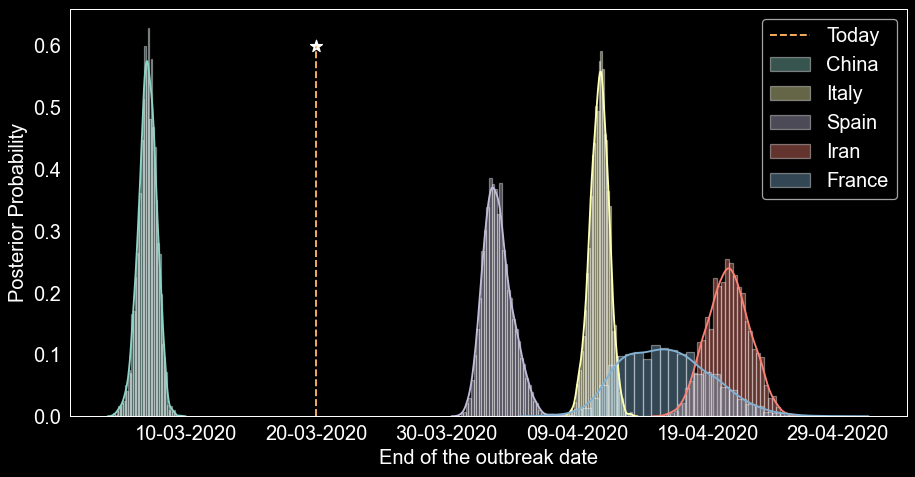 Posterior Probability
0.6
0.5
0.4
0.3
0.2
0.1
0.0
10-03-2020 20-03-2020 30-03-2020 09-04-2020 19-04-2020 29-04-2020
End of the outbreak date
Today
China
Italy
Spain
Iran
France